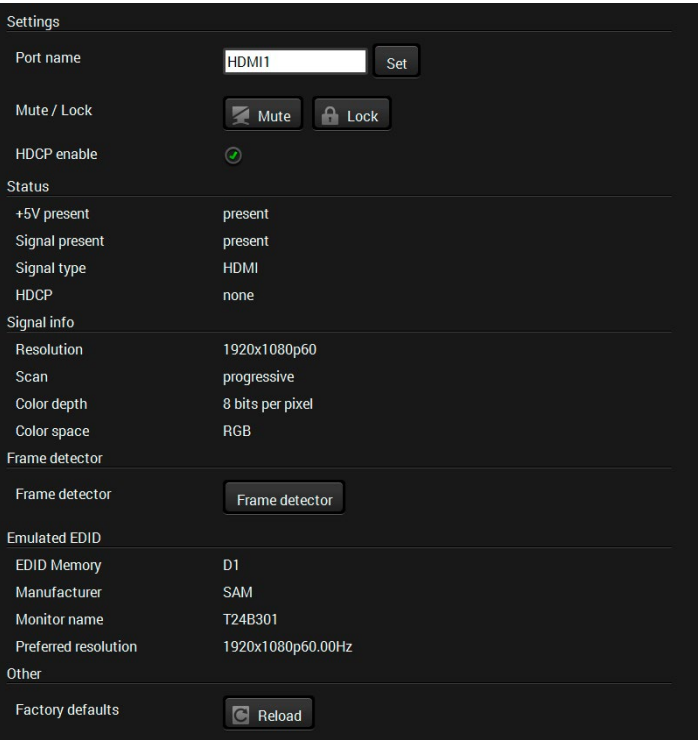 Settings
Port name HDMI1 Set
Mute / Lock Mute Lock
HDCP enable
Status
+5V present present
Signal present present
Signal type HDMI
HDCP none
Signal info
Resolution 1920x1080p60
Scan progressive
Color depth 8 bits per pixel
Color space RGB
Frame detector
Frame detector Frame detector
Emulated EDID
EDID Memory D1
Manufacturer SAM
Monitor name T24B301
Preferred resolution 1920x1080p60.00Hz
Other
Factory defaults Reload